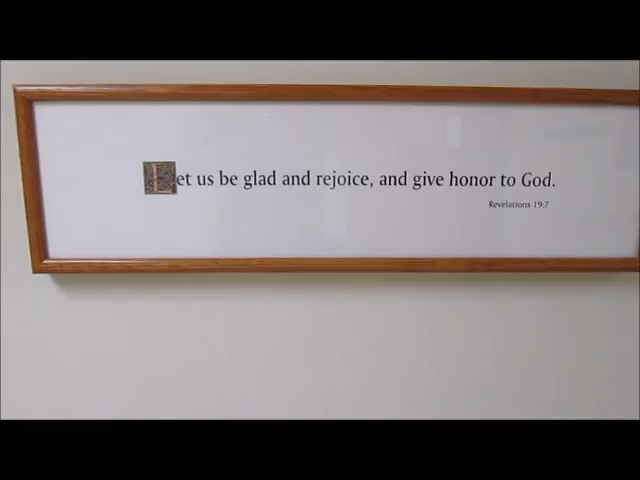 Let us be glad and rejoice, and give honor to God.
Revelations 19:7